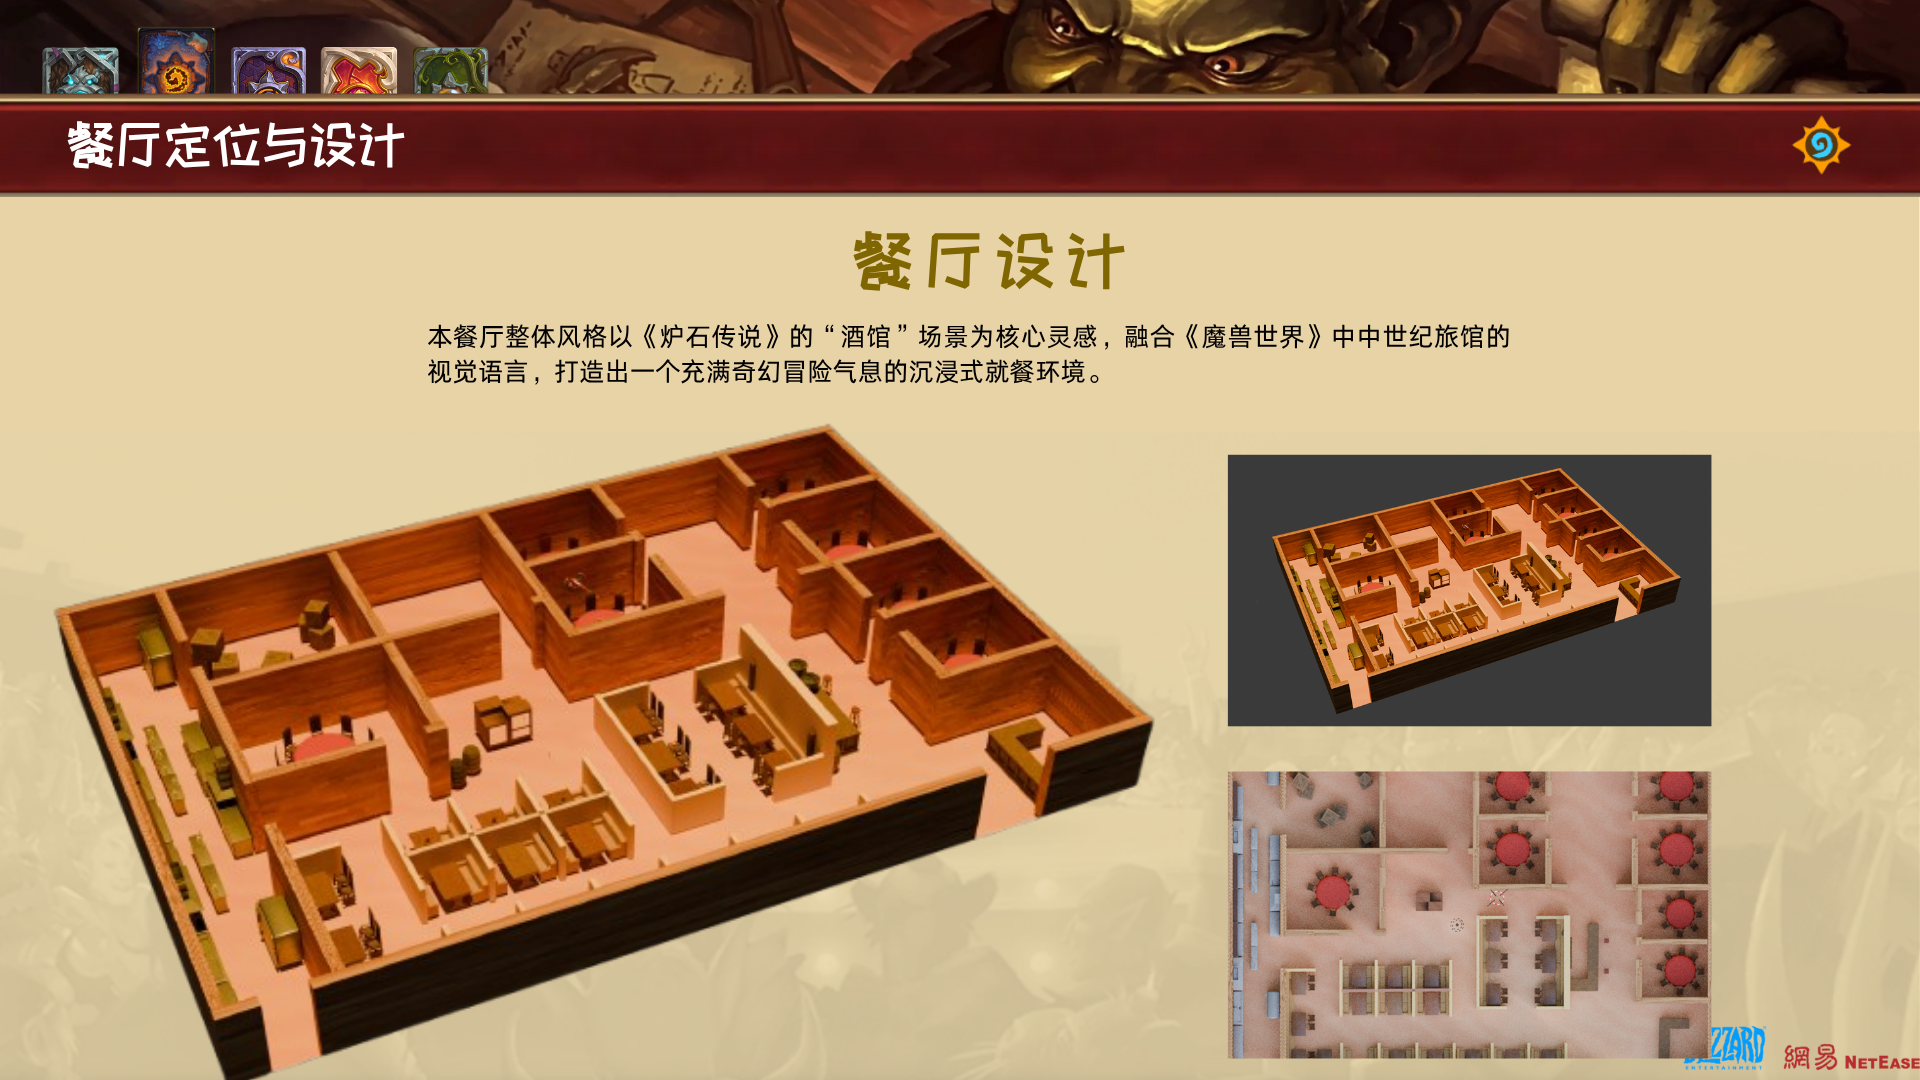 餐厅定位与设计
餐厅设计
本餐厅整体风格以《炉石传说》的“酒馆”场景为核心灵感，融合《魔兽世界》中中世纪旅馆的
视觉语言，打造出一个充满奇幻冒险气息的沉浸式就餐环境。
ZZARD
ENTERTAINMENT
網易 NETEASE